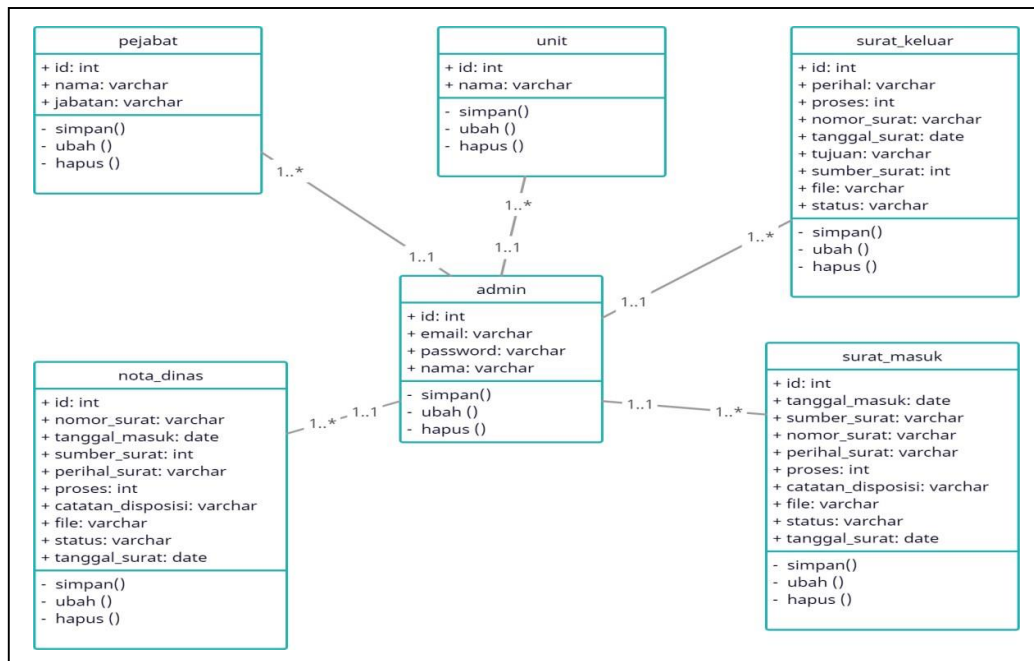 pejabat
+ id: int
+ nama: varchar
+ jabatan: varchar
- simpan()
- ubah ()
- hapus ()
unit
+ id: int
+ nama: varchar
- simpan()
- ubah ()
- hapus ()
surat_keluar
+ id: int
+ perihal: varchar
+ proses: int
+ nomor_surat: varchar
+ tanggal_surat: date
+ tujuan: varchar
+ sumber_surat: int
+ file: varchar
+ status: varchar
- simpan()
- ubah ()
- hapus ()
1..*
1..1
1..*
1..1
1..*
1..1
admin
+ id: int
+ email: varchar
+ password: varchar
+ nama: varchar
- simpan()
- ubah ()
- hapus ()
nota_dinas
+ id: int
+ nomor_surat: varchar
+ tanggal_masuk: date
+ sumber_surat: int
+ perihal_surat: varchar
+ proses: int
+ catatan_disposisi: varchar
+ file: varchar
+ status: varchar
+ tanggal_surat: date
- simpan()
- ubah ()
- hapus ()
1..*
1..1
1..1
1..*
surat_masuk
+ id: int
+ tanggal_masuk: date
+ sumber_surat: varchar
+ nomor_surat: varchar
+ perihal_surat: varchar
+ proses: int
+ catatan_disposisi: varchar
+ file: varchar
+ status: varchar
+ tanggal_surat: date
- simpan()
- ubah ()
- hapus ()